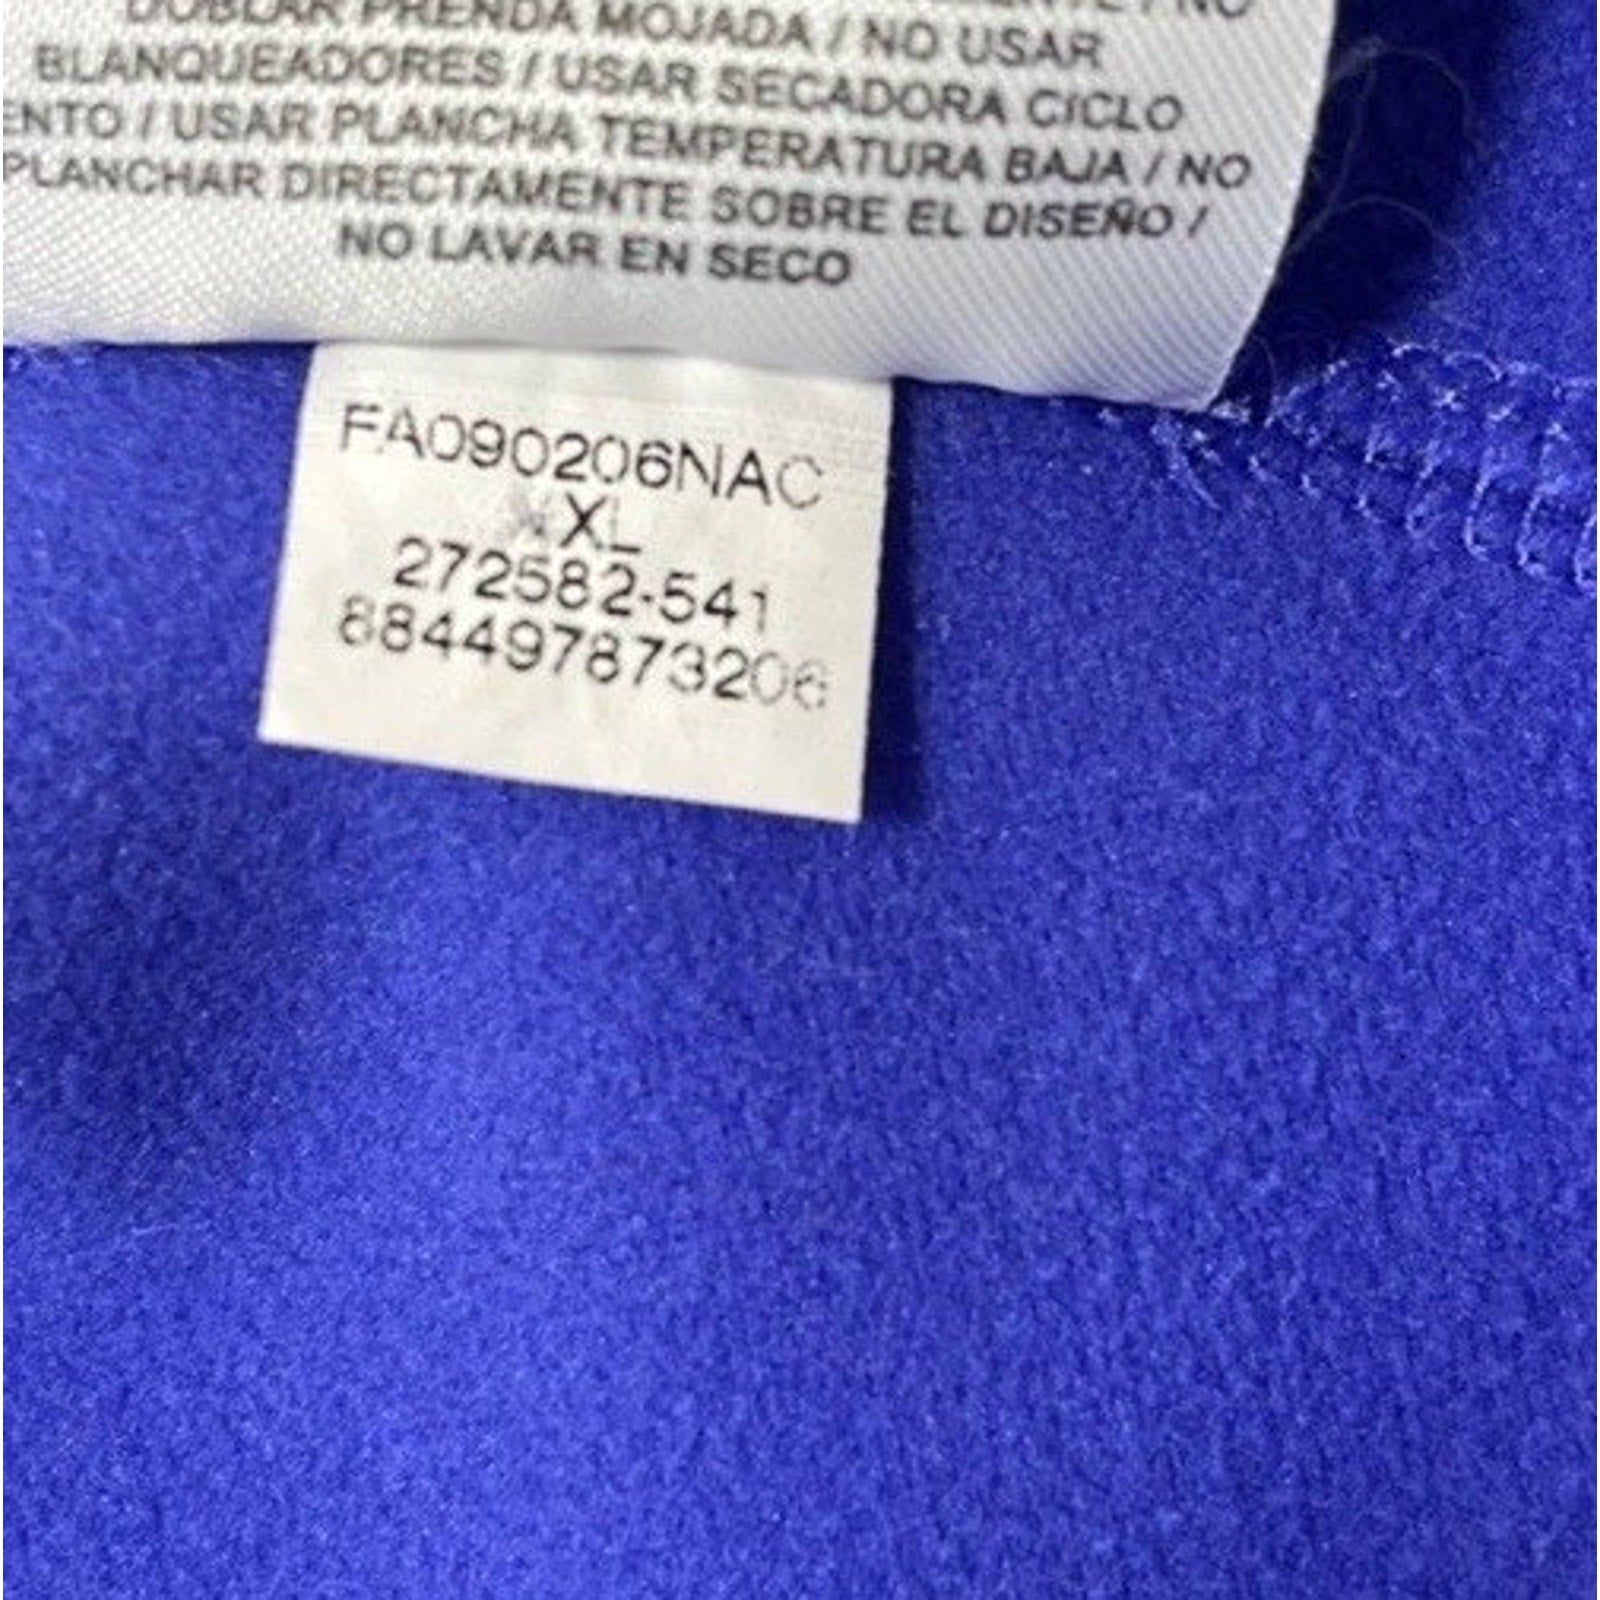 DOBLAR PRENDA MOJADA / NO USAR
BLANQUEADORES / USAR SECADORA CICLO
ENTO / USAR PLANCHA TEMPERATURA BAJA / NO
PLANCHAR DIRECTAMENTE SOBRE EL DISEÑO /
NO LAVAR EN SECO
FA090206NAC
XL
272582-541
884497873206